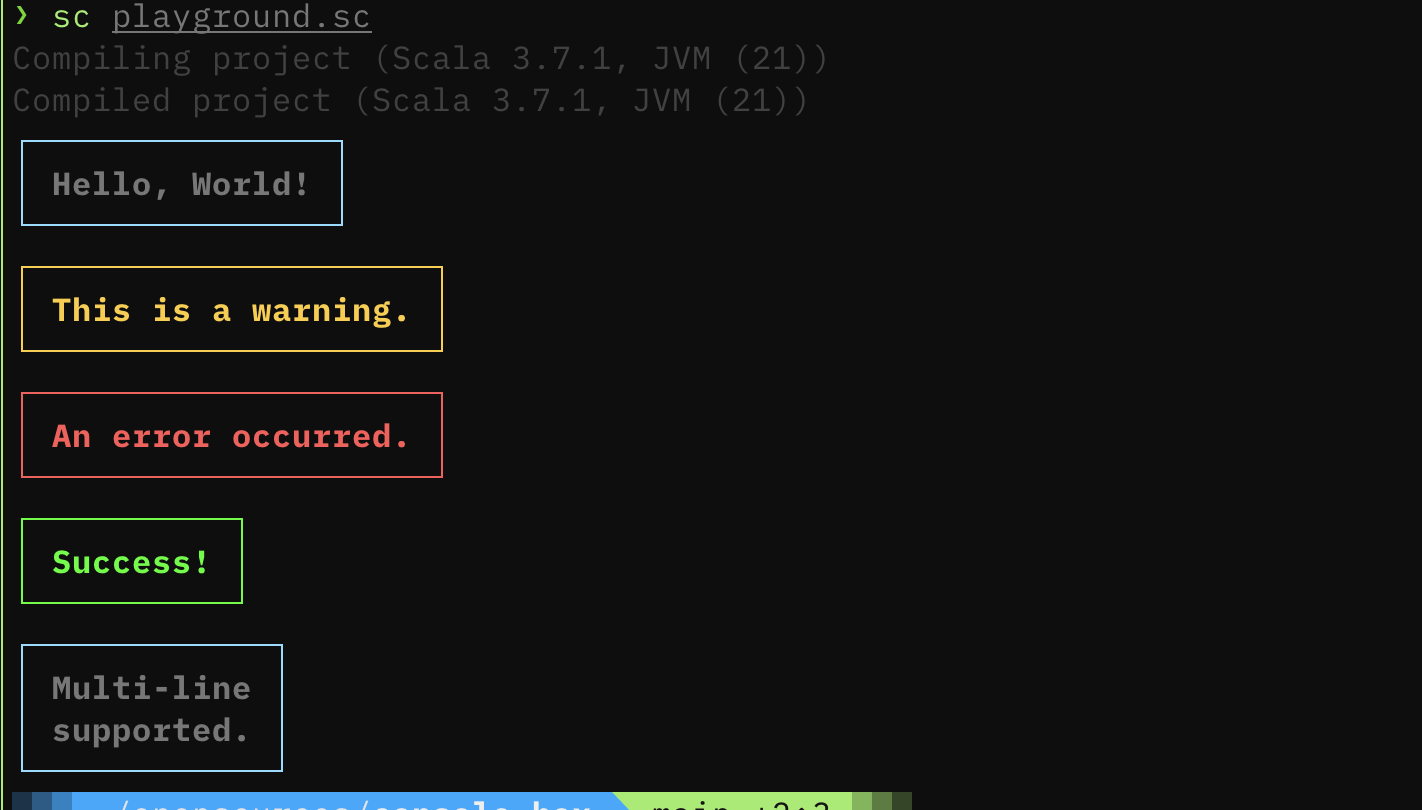 ❯ sc playground.sc
Compiling project (Scala 3.7.1, JVM (21))
Compiled project (Scala 3.7.1, JVM (21))
Hello, World!
This is a warning.
An error occurred.
Success!
Multi-line
supported.